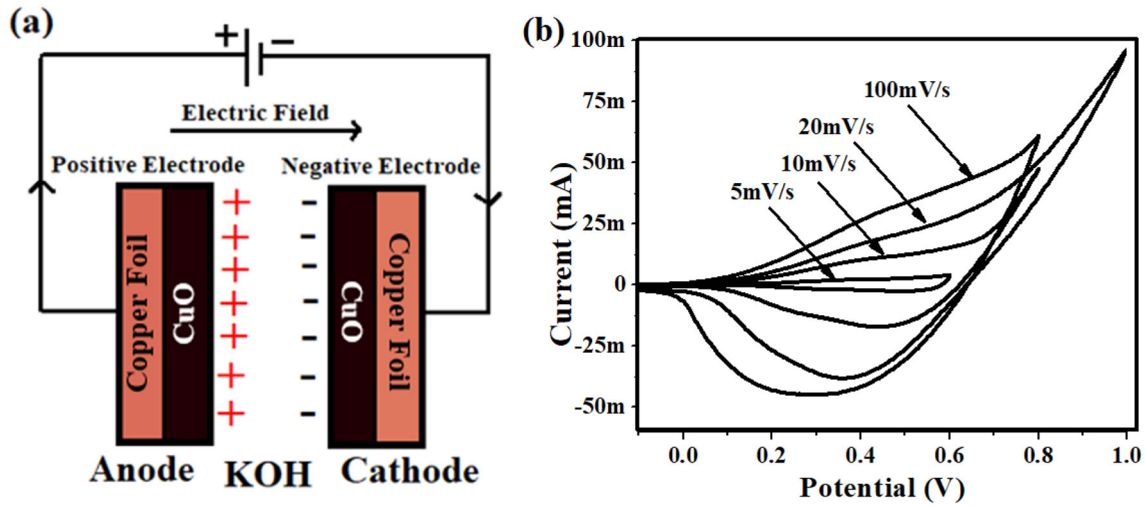 (a)
+ −
Electric Field
Positive Electrode
Negative Electrode
Copper Foil
CuO
+
+
+
+
+
+
+
-
-
-
-
-
-
-
CuO
Copper Foil
Anode
KOH
Cathode
(b)
Current (mA)
100m
75m
50m
25m
0
-25m
-50m
100mV/s
20mV/s
10mV/s
5mV/s
0.0 0.2 0.4 0.6 0.8 1.0
Potential (V)